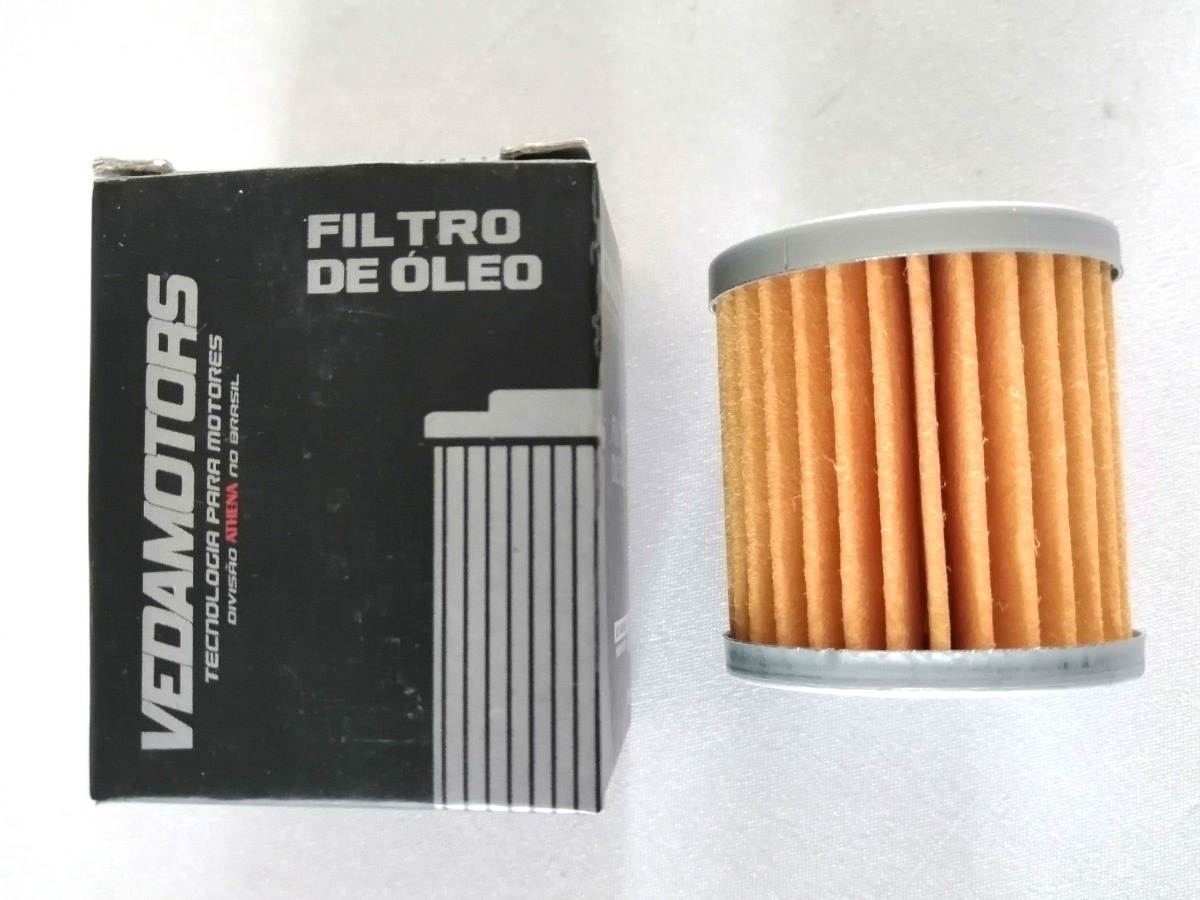 FILTRO
DE ÓLEO
VEDAMOTORS
TECNOLOGIA PARA MOTORES
DIVISÃO ATHENA NO BRASIL